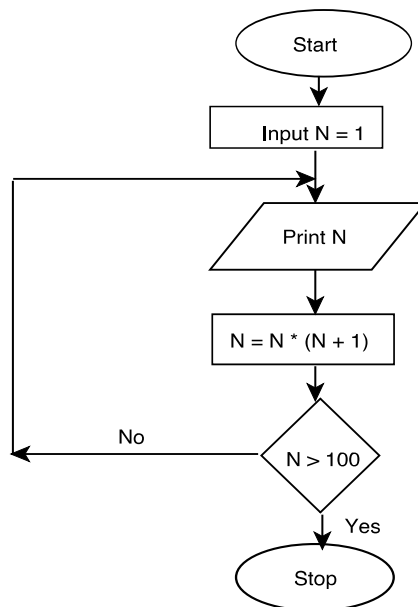 Start
Input N = 1
Print N
N = N * (N + 1)
No
N > 100
Yes
Stop